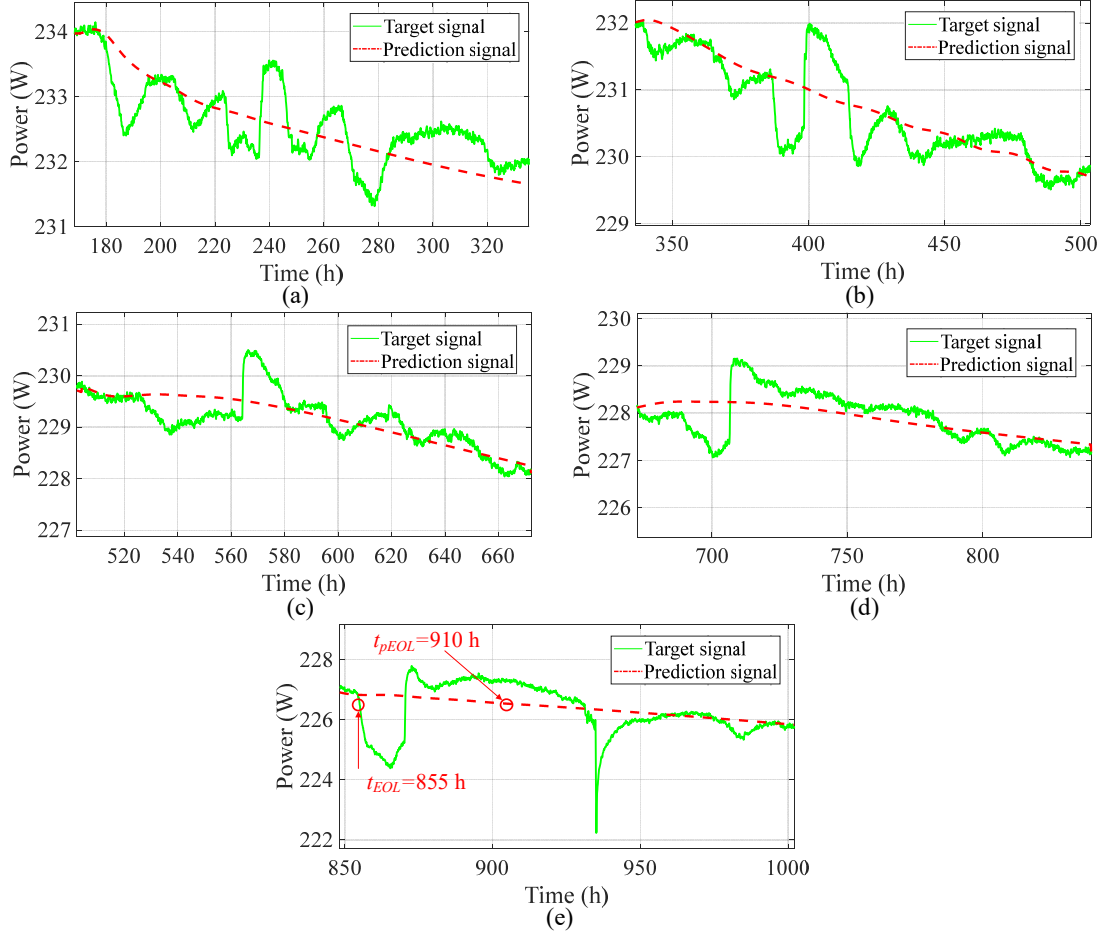 Power (W)
234
233
232
231
180 200 220 240 260 280 300 320
Time (h)
Target signal
Prediction signal
(a)
Power (W)
232
231
230
229
350 400 450 500
Time (h)
Target signal
Prediction signal
(b)
Power (W)
231
230
229
228
227
520 540 560 580 600 620 640 660
Time (h)
Target signal
Prediction signal
(c)
Power (W)
230
229
228
227
226
700 750 800
Time (h)
Target signal
Prediction signal
(d)
Power (W)
228
226
224
222
850 900 950 1000
Time (h)
Target signal
Prediction signal
tpEOL=910 h
tEOL=855 h
(e)